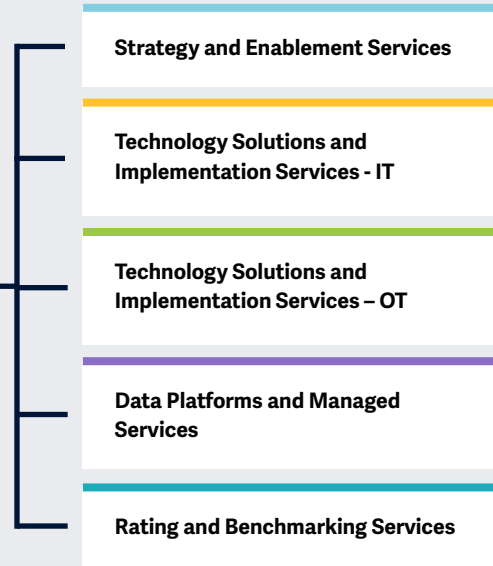 Strategy and Enablement Services
Technology Solutions and
Implementation Services - IT
Technology Solutions and
Implementation Services – OT
Data Platforms and Managed
Services
Rating and Benchmarking Services